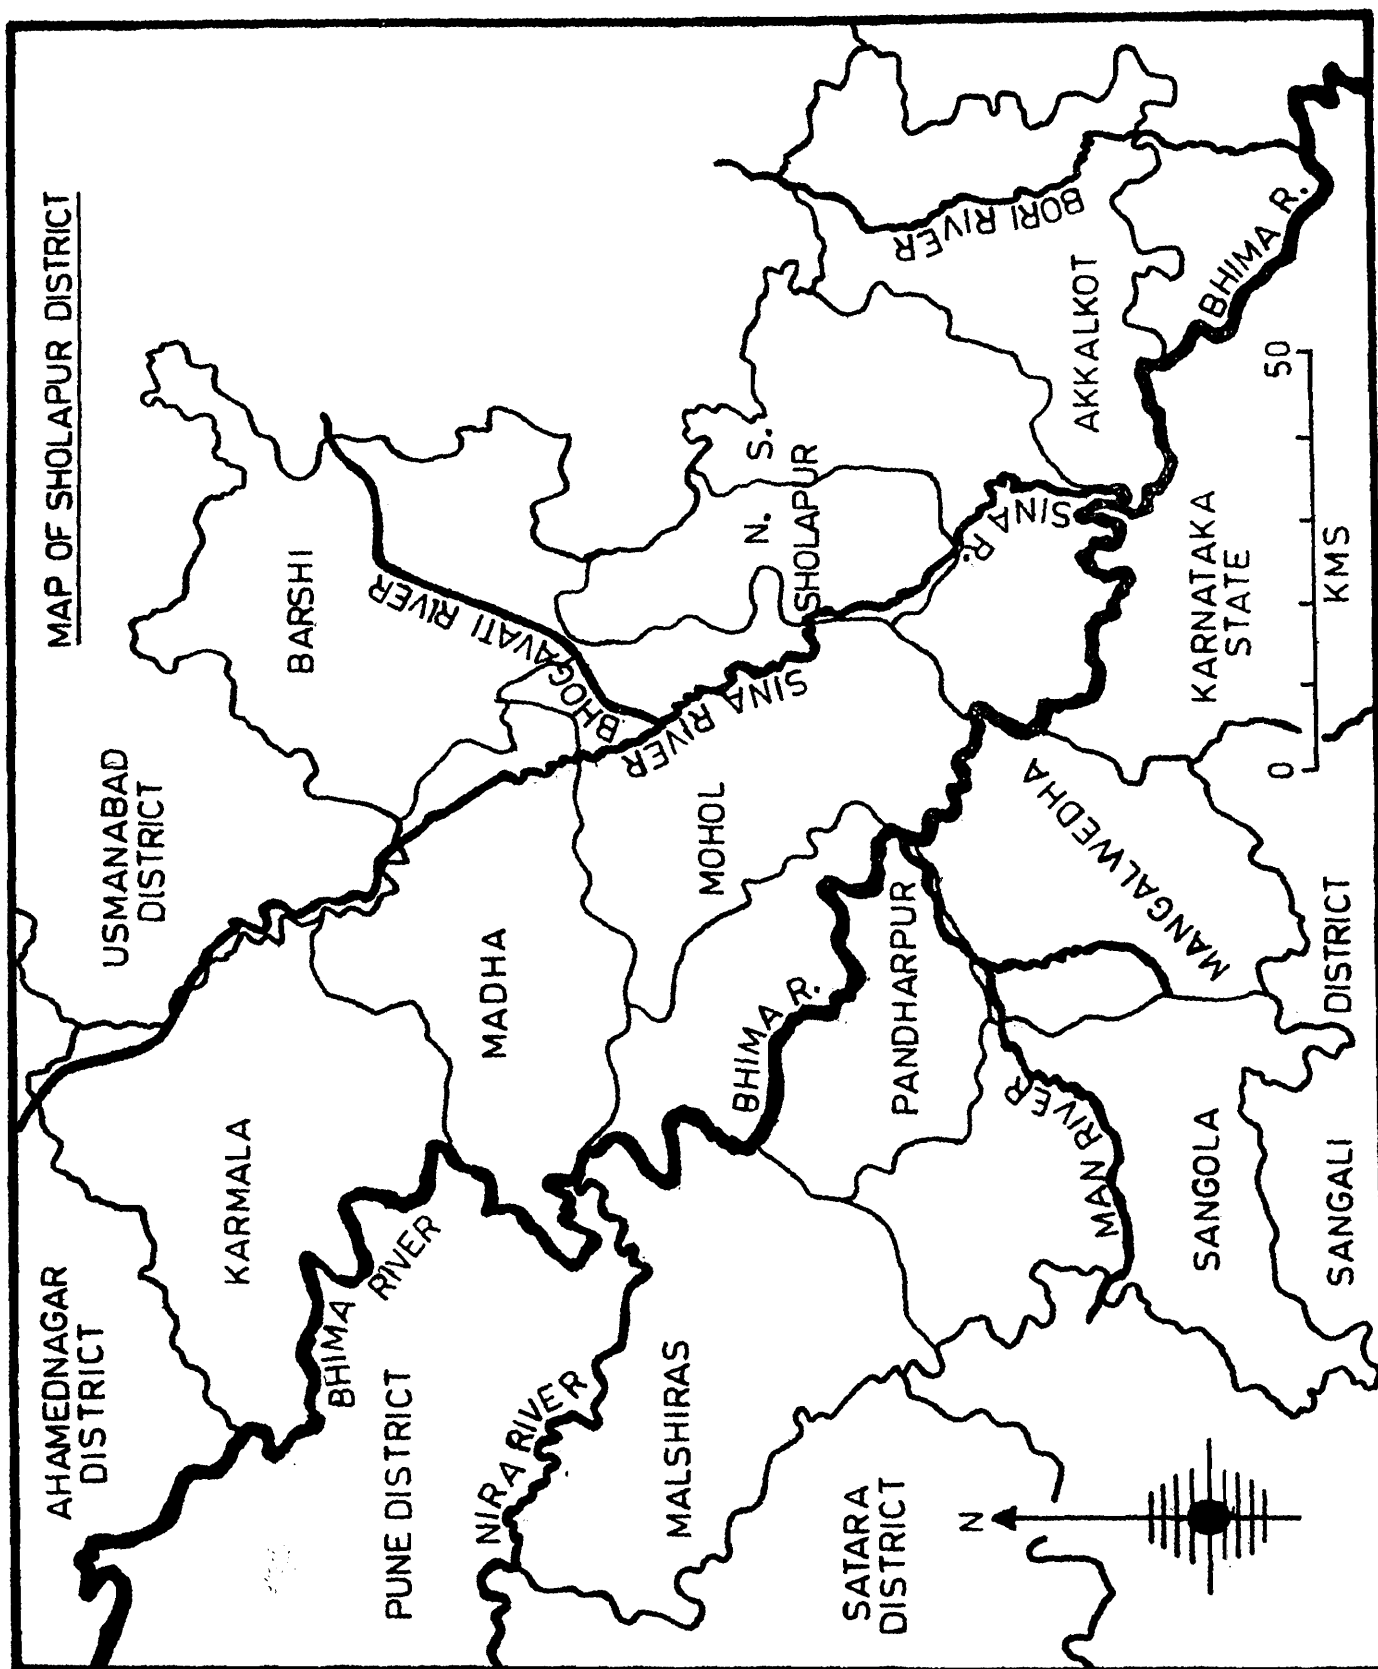 MAP OF SHOLAPUR DISTRICT
AHAMEDNAGAR
DISTRICT
USMANABAD
DISTRICT
KARMALA
BARSHI
BHIMA
RIVER
BHOGAVATI RIVER
PUNE DISTRICT
MADHA
NIRA RIVER
SINA RIVER
SINA
R.
MALSHIRAS
MOHOL
N. S.
SHOLAPUR
BHIMA R.
SATARA
DISTRICT
PANDHARPUR
BORI RIVER
N
MAN RIVER
MANGALWEDHA
AKKALKOT
SINA
R.
BHIMA R.
SANGOLA
KARNATAKA
STATE
0 50
KMS
SANGALI DISTRICT